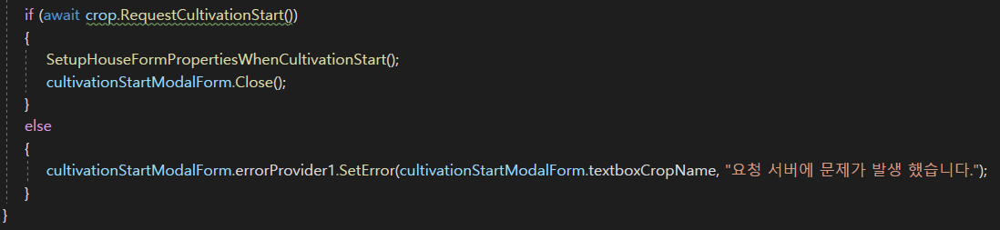 if (await crop.RequestCultivationStart())
{
SetupHouseFormPropertiesWhenCultivationStart();
cultivationStartModalForm.Close();
}
else
{
cultivationStartModalForm.errorProvider1.SetError(cultivationStartModalForm.textboxCropName, "요청 서버에 문제가 발생 했습니다.");
}
}